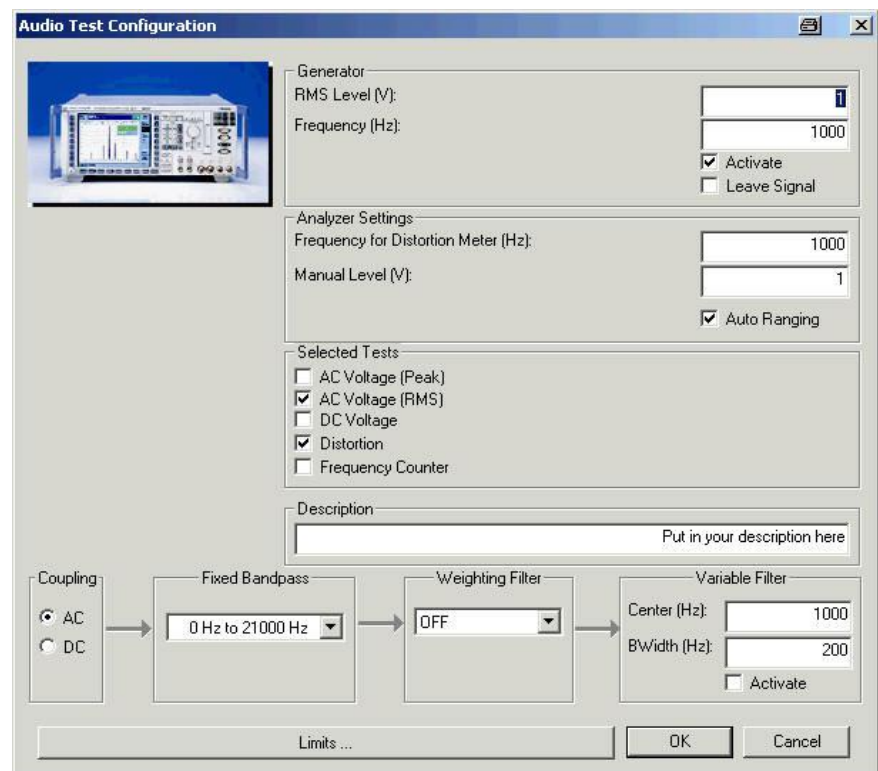 Audio Test Configuration
Generator
RMS Level (V):
1
Frequency (Hz):
1000
Activate
Leave Signal
Analyzer Settings
Frequency for Distortion Meter (Hz):
1000
Manual Level (V):
1
Auto Ranging
Selected Tests
AC Voltage (Peak)
AC Voltage (RMS)
DC Voltage
Distortion
Frequency Counter
Description
Put in your description here
Coupling
AC
DC
Fixed Bandpass
0 Hz to 21000 Hz
Weighting Filter
OFF
Variable Filter
Center (Hz):
1000
BWidth (Hz):
200
Activate
Limits ...
OK
Cancel